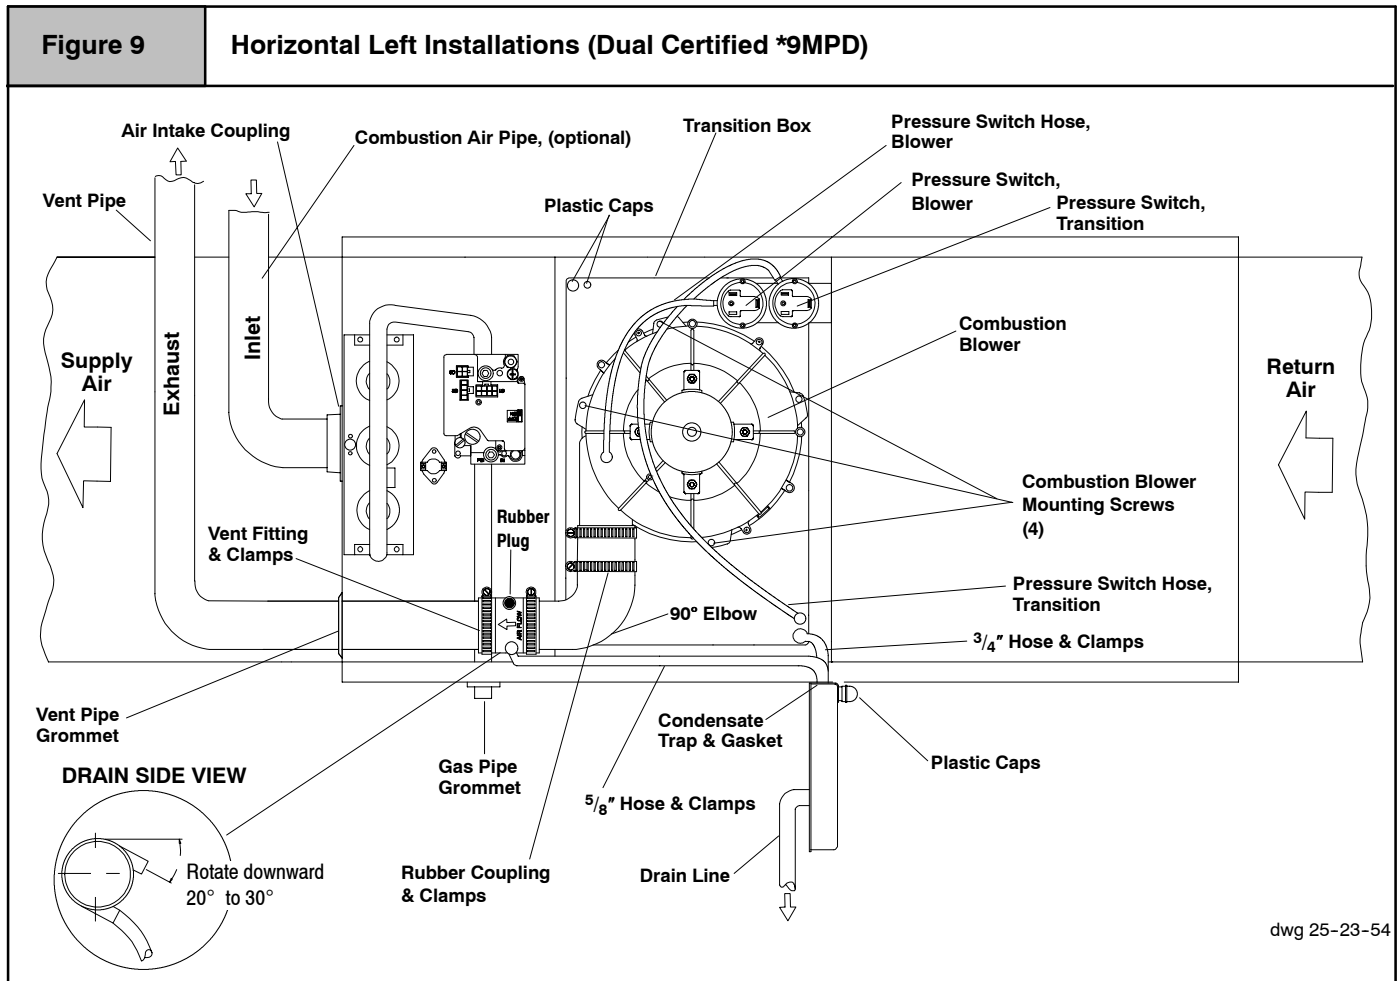 Figure 9
Horizontal Left Installations (Dual Certified *9MPD)
Air Intake Coupling
Combustion Air Pipe, (optional)
Transition Box
Pressure Switch Hose,
Blower
Vent Pipe
Plastic Caps
Pressure Switch,
Blower
Pressure Switch,
Transition
Exhaust
Inlet
Supply
Air
Combustion
Blower
Return
Air
Combustion Blower
Mounting Screws
(4)
Vent Fitting
& Clamps
Rubber
Plug
AIR FLOW
90° Elbow
Pressure Switch Hose,
Transition
3/4″ Hose & Clamps
Vent Pipe
Grommet
Condensate
Trap & Gasket
Plastic Caps
DRAIN SIDE VIEW
Gas Pipe
Grommet
5/8″ Hose & Clamps
Rotate downward
20° to 30°
Rubber Coupling
& Clamps
Drain Line
dwg 25-23-54